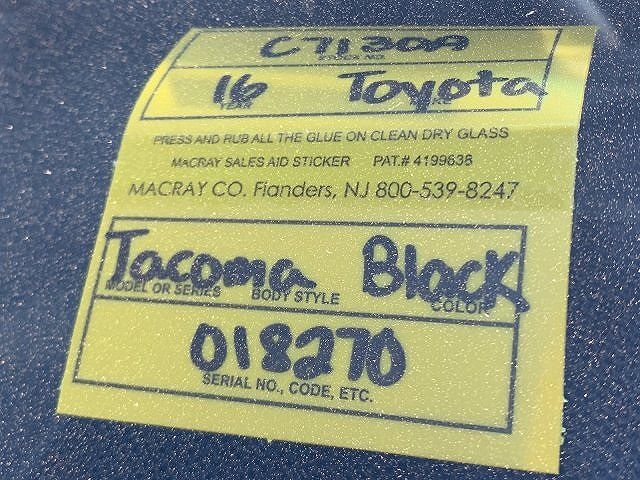 C7130A
STOCK NO.
16 Toyota
YEAR MAKE
PRESS AND RUB ALL THE GLUE ON CLEAN DRY GLASS
MACRAY SALES AID STICKER PAT.# 4199638
MACRAY CO. Flanders, NJ 800-539-8247
Tacoma Black
MODEL OR SERIES BODY STYLE COLOR
018270
SERIAL NO., CODE, ETC.